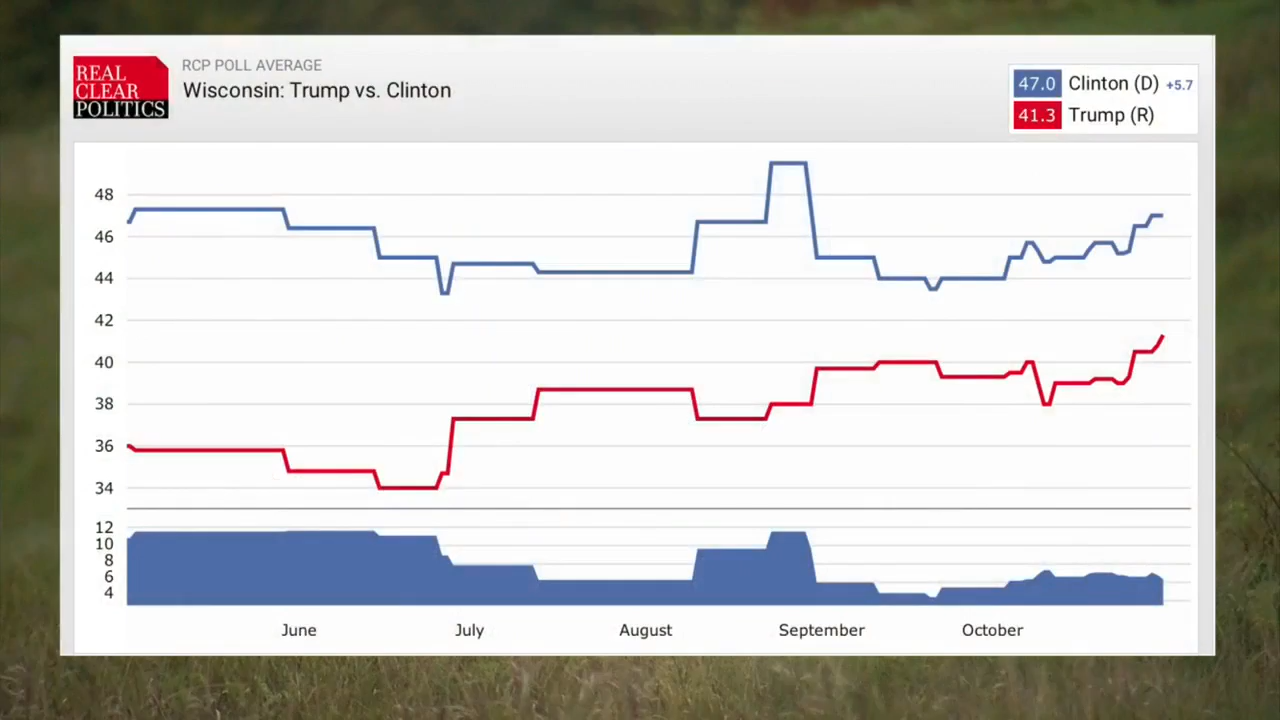 REAL
CLEAR
POLITICS
RCP POLL AVERAGE
Wisconsin: Trump vs. Clinton
47.0 Clinton (D) +5.7
41.3 Trump (R)
48
46
44
42
40
38
36
34
12
10
8
6
4
June July August September October